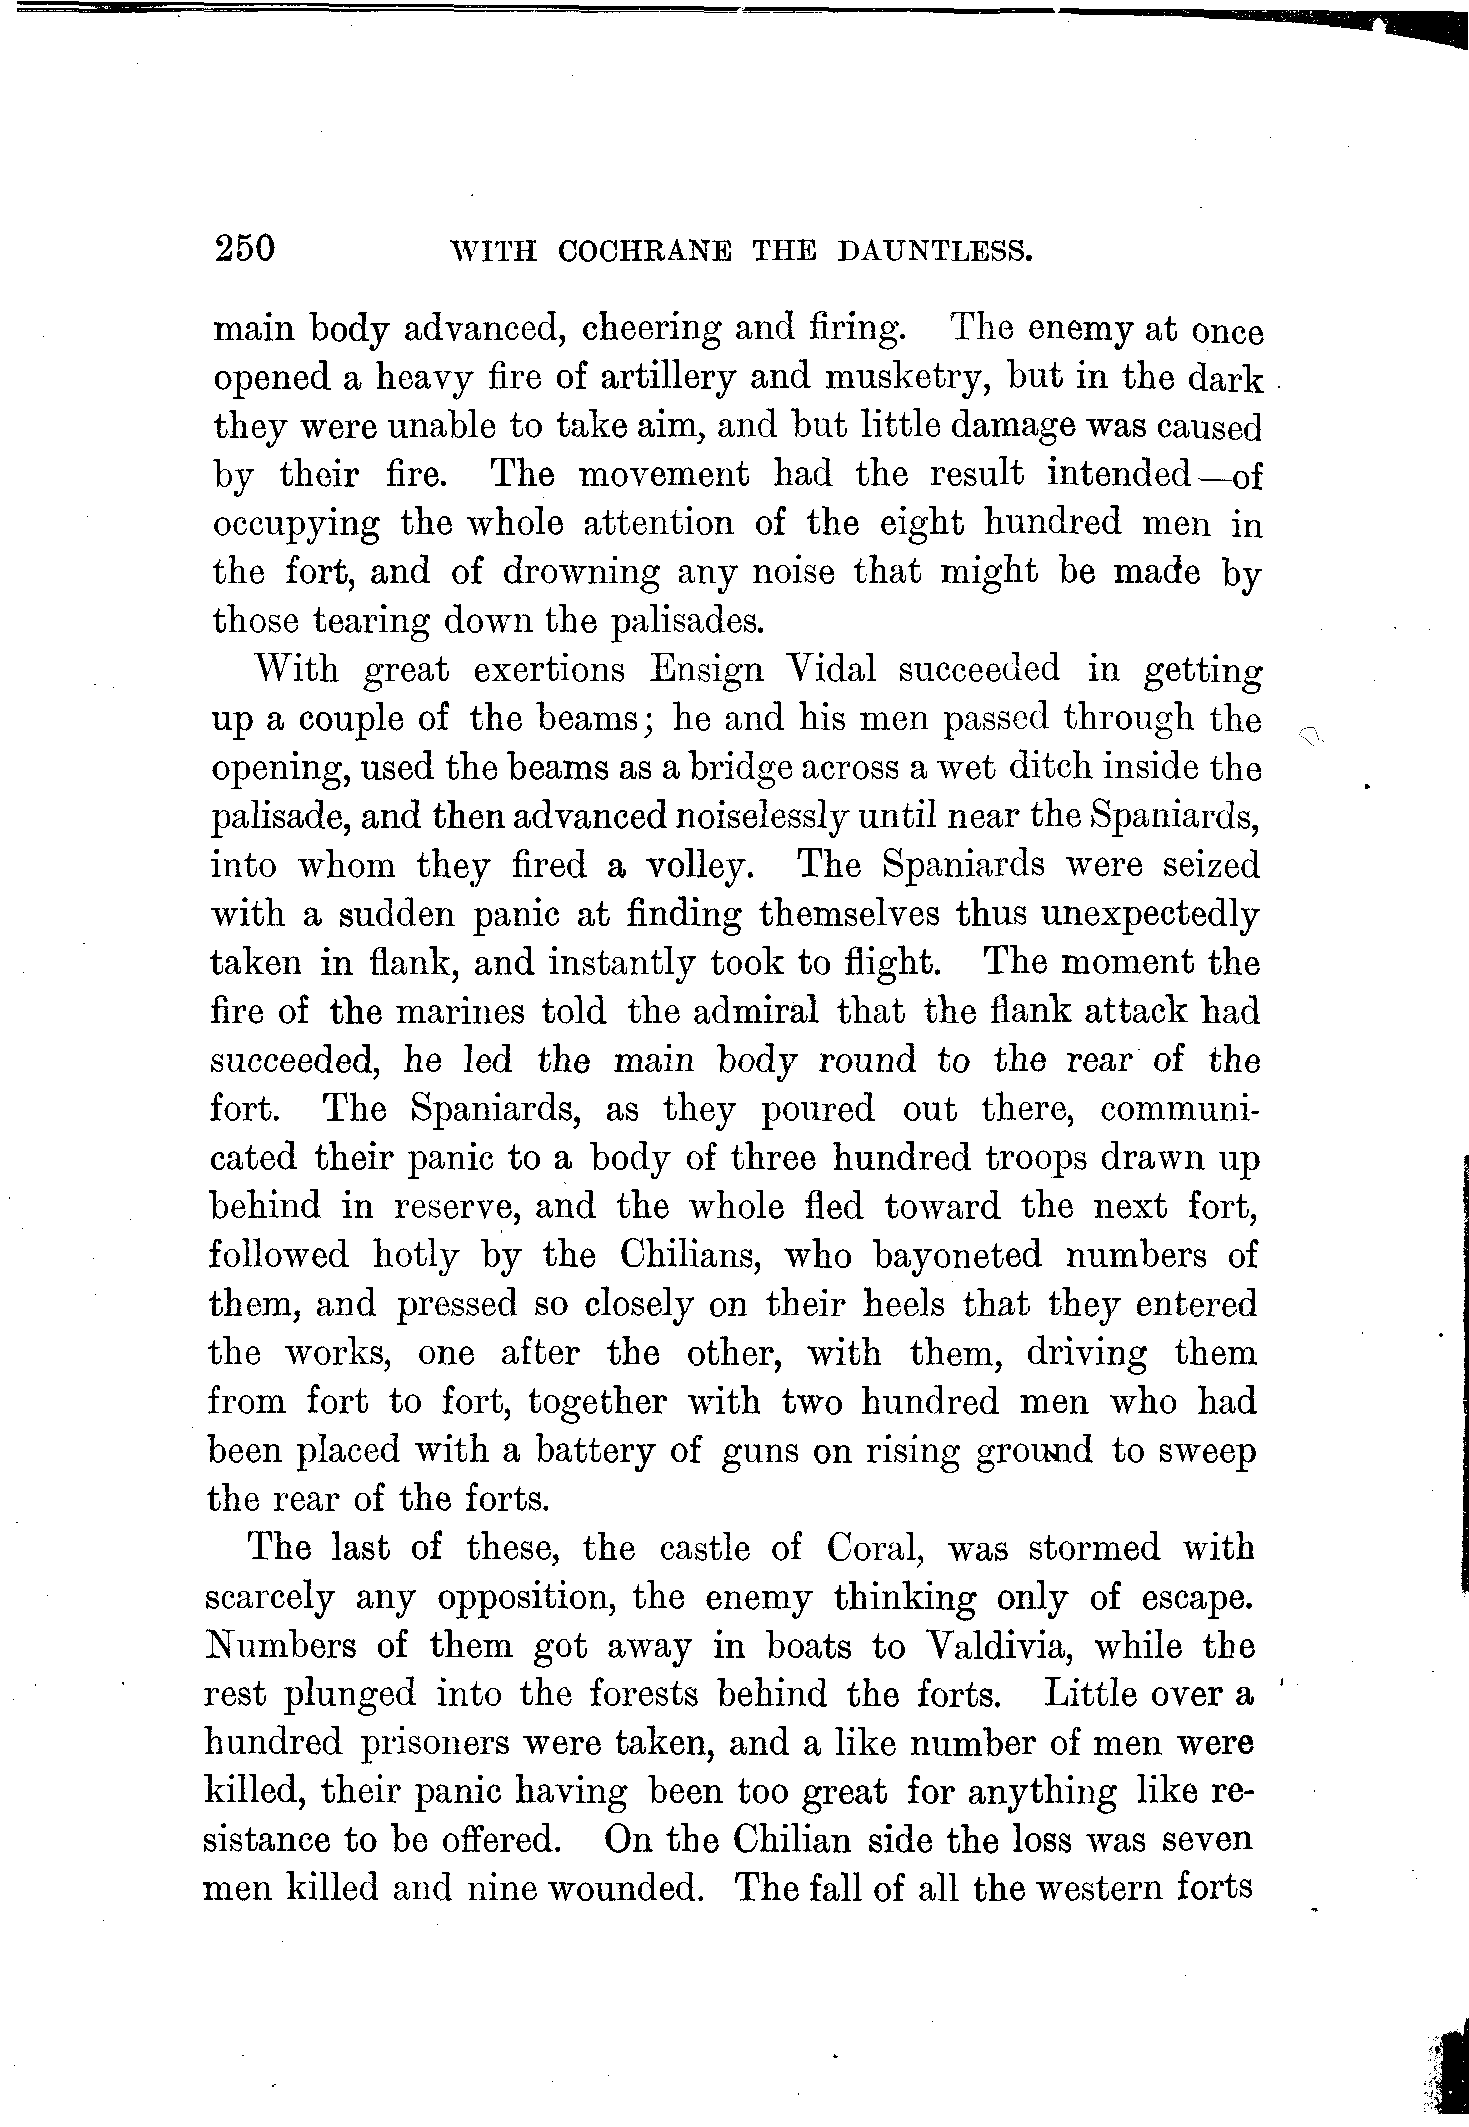 250 WITH COCHRANE THE DAUNTLESS.
main body advanced, cheering and firing. The enemy at once
opened a heavy fire of artillery and musketry, but in the dark
they were unable to take aim, and but little damage was caused
by their fire. The movement had the result intended—of
occupying the whole attention of the eight hundred men in
the fort, and of drowning any noise that might be made by
those tearing down the palisades.
With great exertions Ensign Vidal succeeded in getting
up a couple of the beams; he and his men passed through the
opening, used the beams as a bridge across a wet ditch inside the
palisade, and then advanced noiselessly until near the Spaniards,
into whom they fired a volley. The Spaniards were seized
with a sudden panic at finding themselves thus unexpectedly
taken in flank, and instantly took to flight. The moment the
fire of the marines told the admiral that the flank attack had
succeeded, he led the main body round to the rear of the
fort. The Spaniards, as they poured out there, communi-
cated their panic to a body of three hundred troops drawn up
behind in reserve, and the whole fled toward the next fort,
followed hotly by the Chilians, who bayoneted numbers of
them, and pressed so closely on their heels that they entered
the works, one after the other, with them, driving them
from fort to fort, together with two hundred men who had
been placed with a battery of guns on rising ground to sweep
the rear of the forts.
The last of these, the castle of Coral, was stormed with
scarcely any opposition, the enemy thinking only of escape.
Numbers of them got away in boats to Valdivia, while the
rest plunged into the forests behind the forts. Little over a
hundred prisoners were taken, and a like number of men were
killed, their panic having been too great for anything like re-
sistance to be offered. On the Chilian side the loss was seven
men killed and nine wounded. The fall of all the western forts